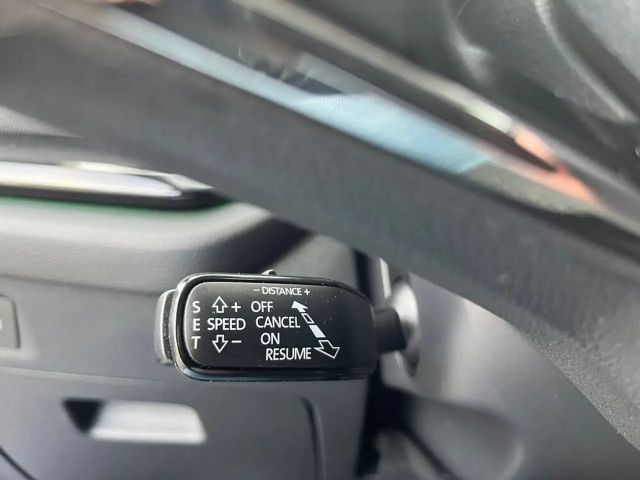 - DISTANCE +
S + OFF
E SPEED CANCEL
T - ON
RESUME